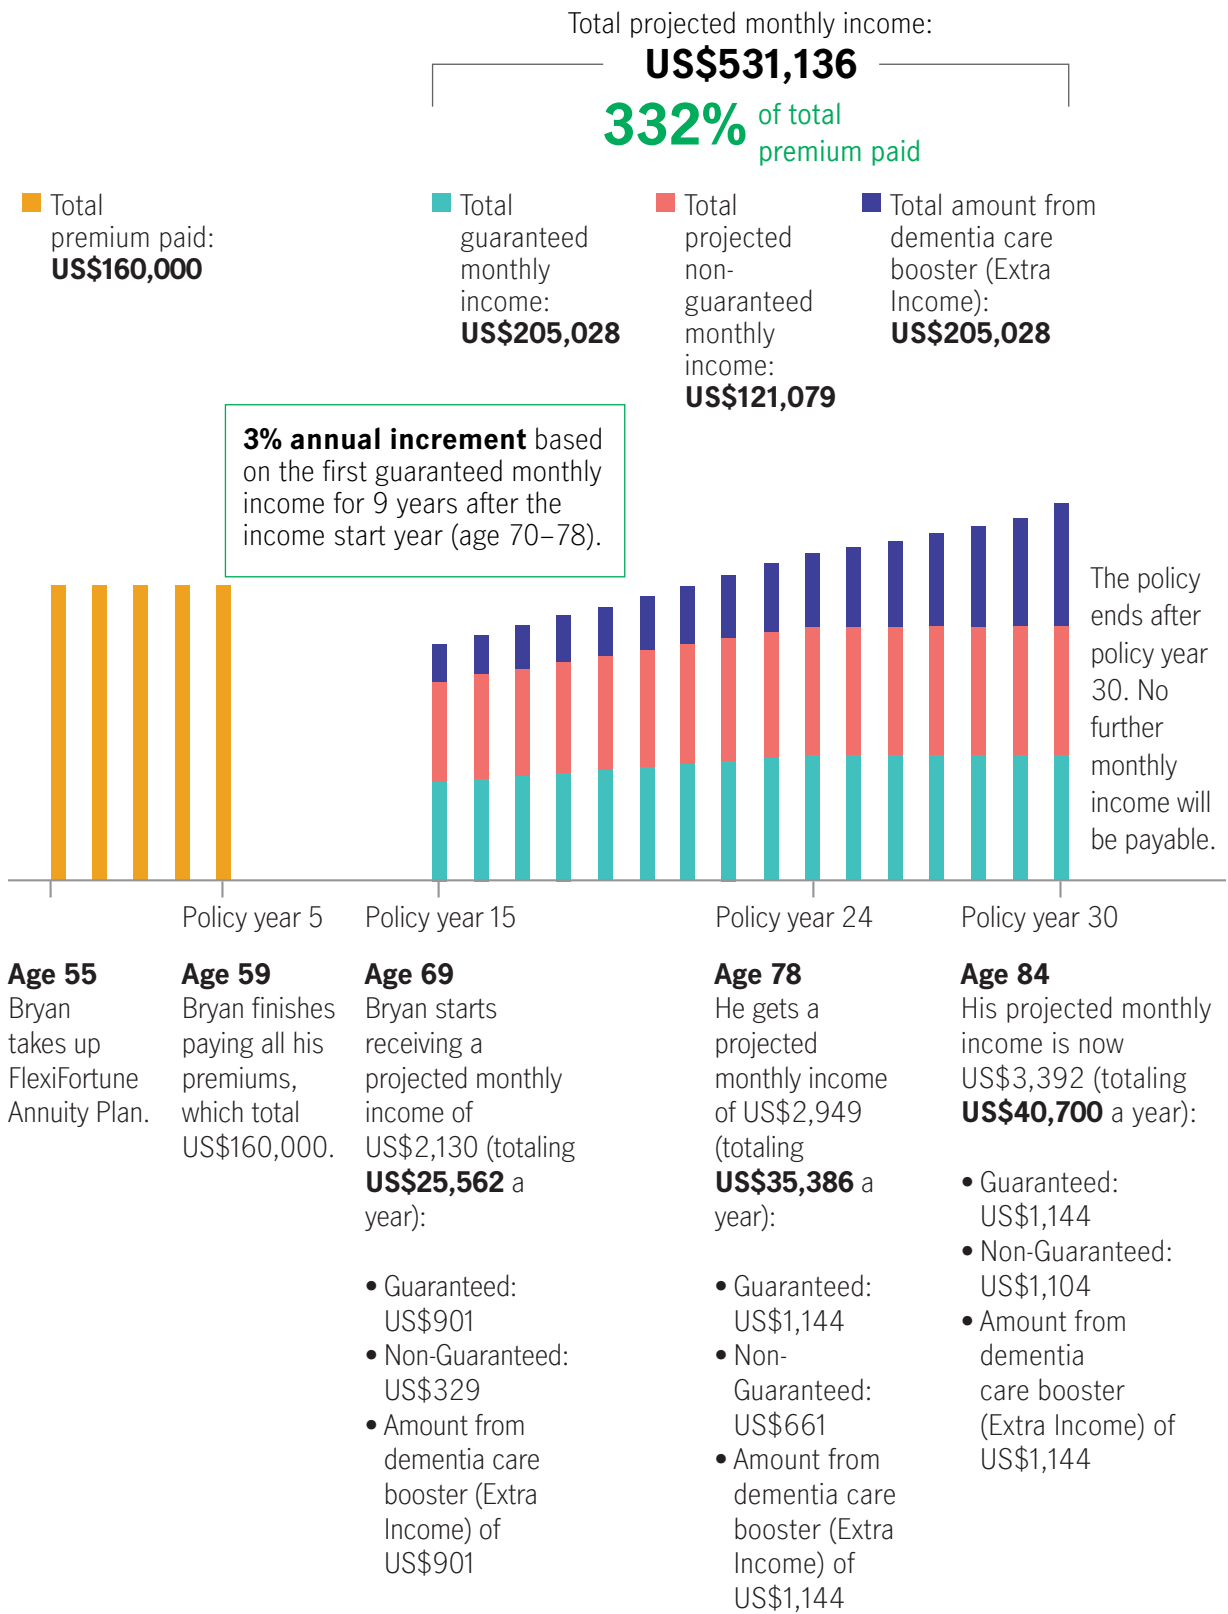 Total projected monthly income:
US$531,136
332% of total
premium paid
Total
premium paid:
US$160,000
Total
guaranteed
monthly
income:
US$205,028
Total
projected
non-
guaranteed
monthly
income:
US$121,079
Total amount from
dementia care
booster (Extra
Income):
US$205,028
3% annual increment based
on the first guaranteed monthly
income for 9 years after the
income start year (age 70–78).
The policy
ends after
policy year
30. No
further
monthly
income will
be payable.
Policy year 5
Policy year 15
Policy year 24
Policy year 30
Age 55
Bryan
takes up
FlexiFortune
Annuity Plan.
Age 59
Bryan finishes
paying all his
premiums,
which total
US$160,000.
Age 69
Bryan starts
receiving a
projected monthly
income of
US$2,130 (totaling
US$25,562 a
year):
• Guaranteed:
US$901
• Non-Guaranteed:
US$329
• Amount from
dementia care
booster (Extra
Income) of
US$901
Age 78
He gets a
projected
monthly income
of US$2,949
(totaling
US$35,386 a
year):
• Guaranteed:
US$1,144
• Non-
Guaranteed:
US$661
• Amount from
dementia care
booster (Extra
Income) of
US$1,144
Age 84
His projected monthly
income is now
US$3,392 (totaling
US$40,700 a year):
• Guaranteed:
US$1,144
• Non-Guaranteed:
US$1,104
• Amount from
dementia
care booster
(Extra Income) of
US$1,144